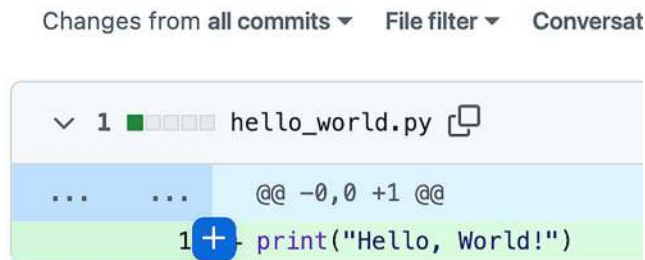 Changes from all commits File filter Conversat
1 hello_world.py
... ... @@ -0,0 +1 @@
1 + print("Hello, World!")